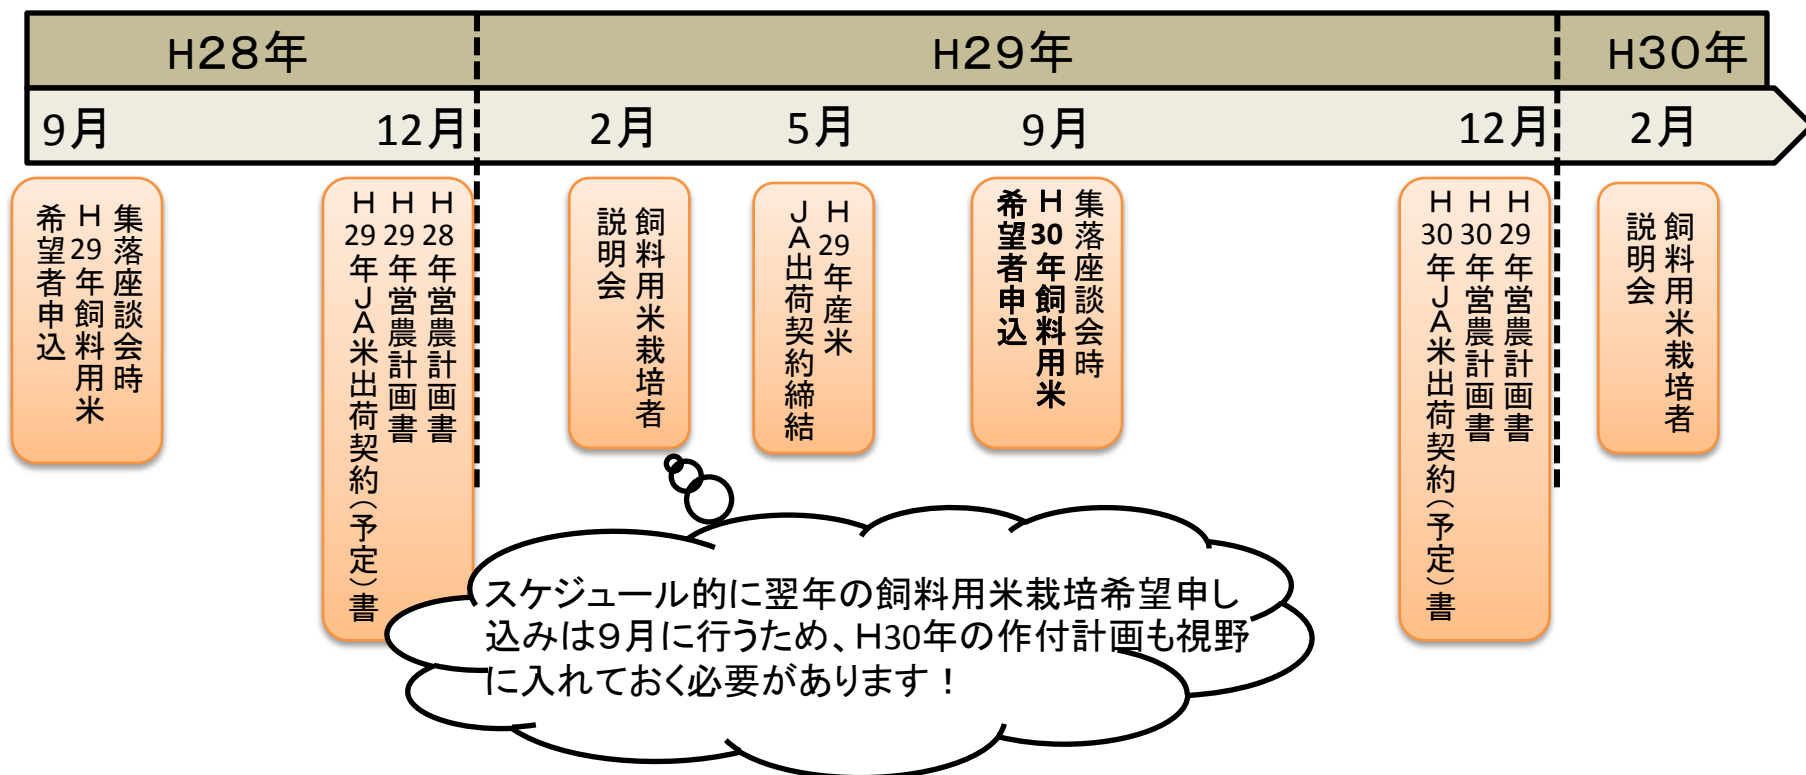 H28年
H29年
H30年
9月
12月
2月
5月
9月
12月
2月
集落座談会時
H29年飼料用米
希望者申込
H28年営農計画書
H29年営農計画書
H29年JA米出荷契約(予定)書
飼料用米栽培者
説明会
H29年産米
JA出荷契約締結
集落座談会時
H30年飼料用米
希望者申込
H29年営農計画書
H30年営農計画書
H30年JA米出荷契約(予定)書
飼料用米栽培者
説明会
スケジュール的に翌年の飼料用米栽培希望申し
込みは9月に行うため、H30年の作付計画も視野
に入れておく必要があります!